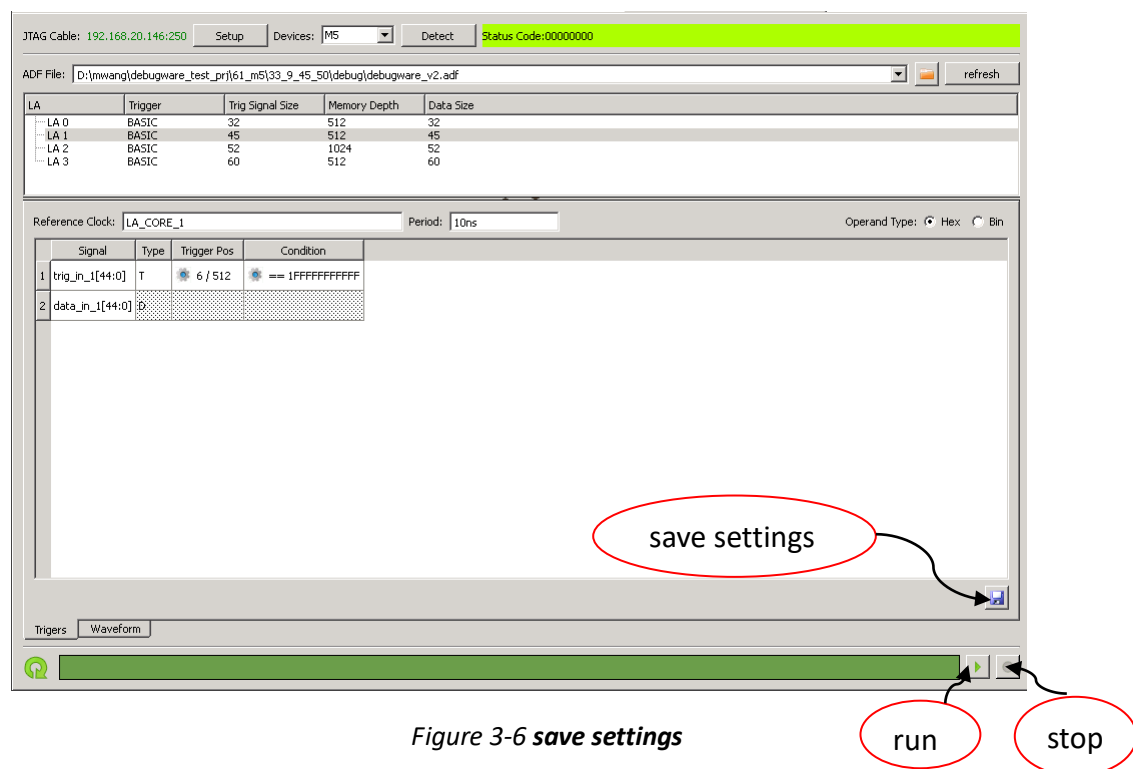 JTAG Cable: 192.168.20.146:250 Setup Devices: M5 Detect Status Code:00000000
ADF File: D:\mwang\debugware_test_prj\61_m5\33_9_45_50\debug\debugware_v2.adf refresh
LA Trigger Trig Signal Size Memory Depth Data Size
LA 0 BASIC 32 512 32
LA 1 BASIC 45 512 45
LA 2 BASIC 52 1024 52
LA 3 BASIC 60 512 60
Reference Clock: LA_CORE_1 Period: 10ns Operand Type: Hex Bin
Signal Type Trigger Pos Condition
1 trig_in_1[44:0] T 6 / 512 == 1FFFFFFFFFFF
2 data_in_1[44:0] D
save settings
Trigers Waveform
Figure 3-6 save settings
run stop